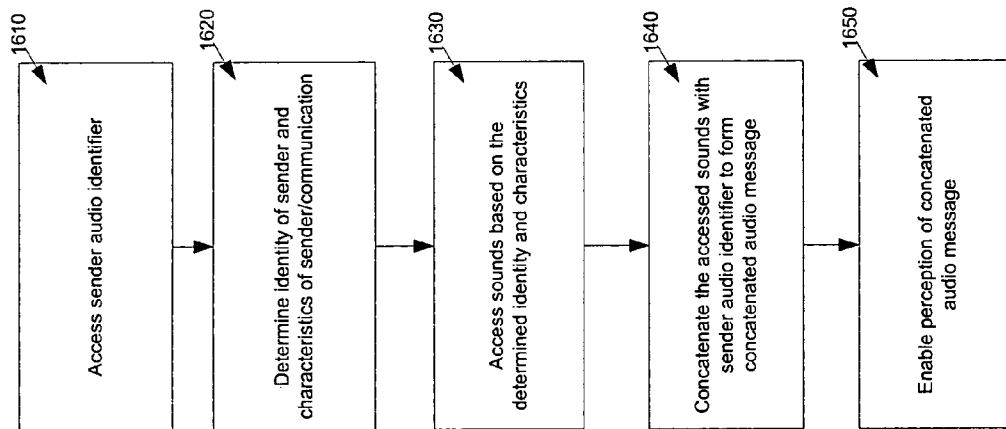 1610
Access sender audio identifier
1620
Determine identity of sender and
characteristics of sender/communication
1630
Access sounds based on the
determined identity and characteristics
1640
Concatenate the accessed sounds with
sender audio identifier to form
concatenated audio message
1650
Enable perception of concatenated
audio message